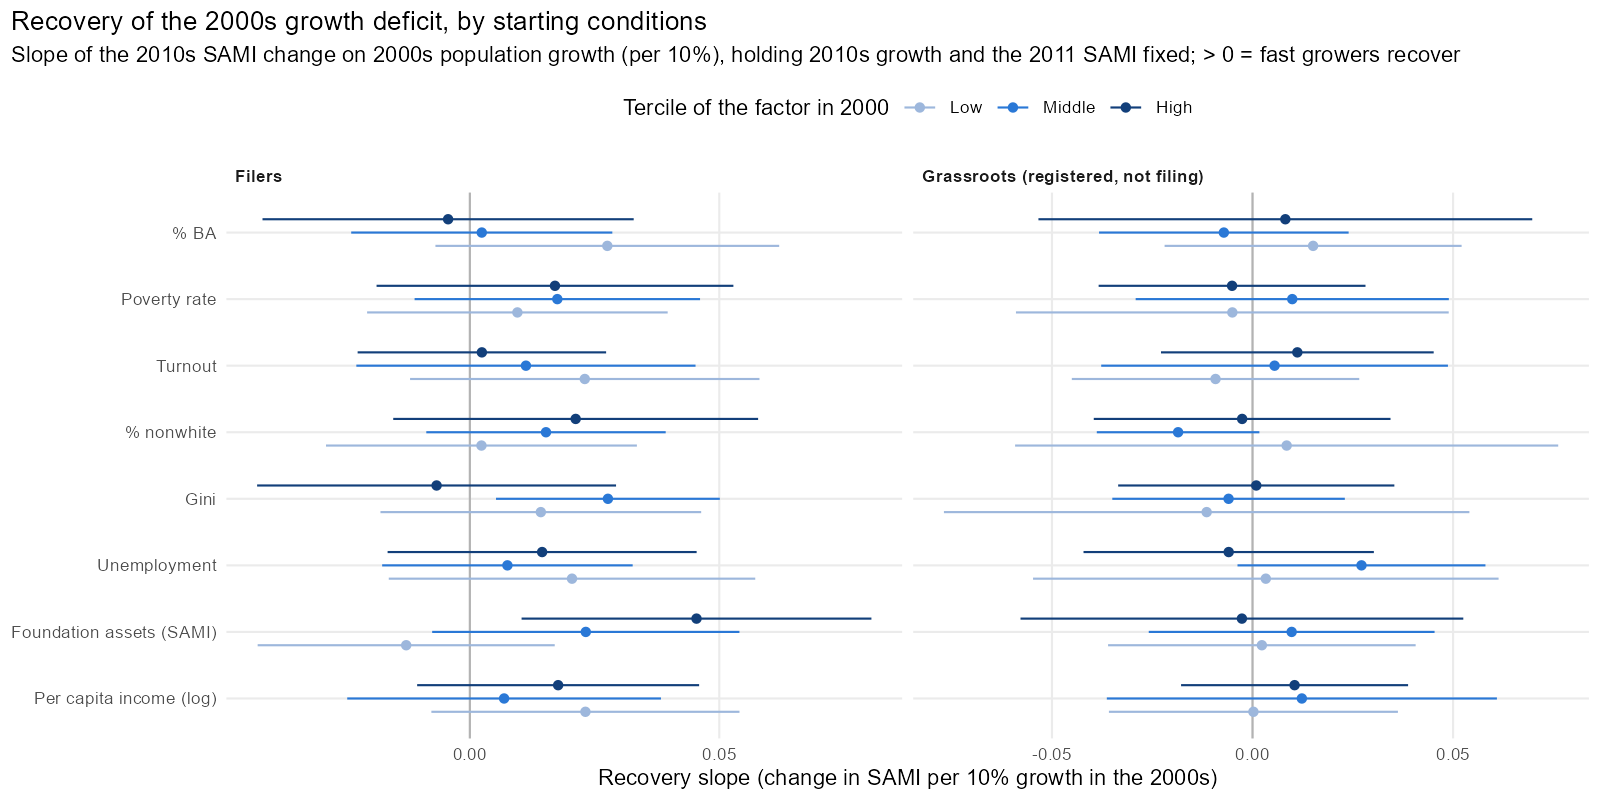 Recovery of the 2000s growth deficit, by starting conditions
Slope of the 2010s SAMI change on 2000s population growth (per 10%), holding 2010s growth and the 2011 SAMI fixed; > 0 = fast growers recover
Tercile of the factor in 2000 Low Middle High
Filers
Grassroots (registered, not filing)
% BA
Poverty rate
Turnout
% nonwhite
Gini
Unemployment
Foundation assets (SAMI)
Per capita income (log)
0.00 0.05
-0.05 0.00 0.05
Recovery slope (change in SAMI per 10% growth in the 2000s)